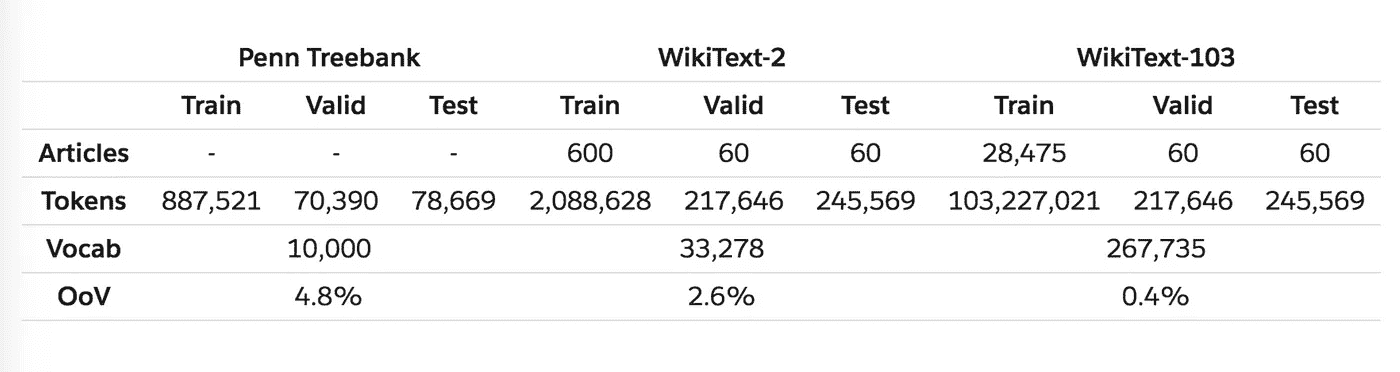 Penn Treebank WikiText-2 WikiText-103
Train Valid Test Train Valid Test Train Valid Test
Articles - - - 600 60 60 28,475 60 60
Tokens 887,521 70,390 78,669 2,088,628 217,646 245,569 103,227,021 217,646 245,569
Vocab 10,000 33,278 267,735
OoV 4.8% 2.6% 0.4%